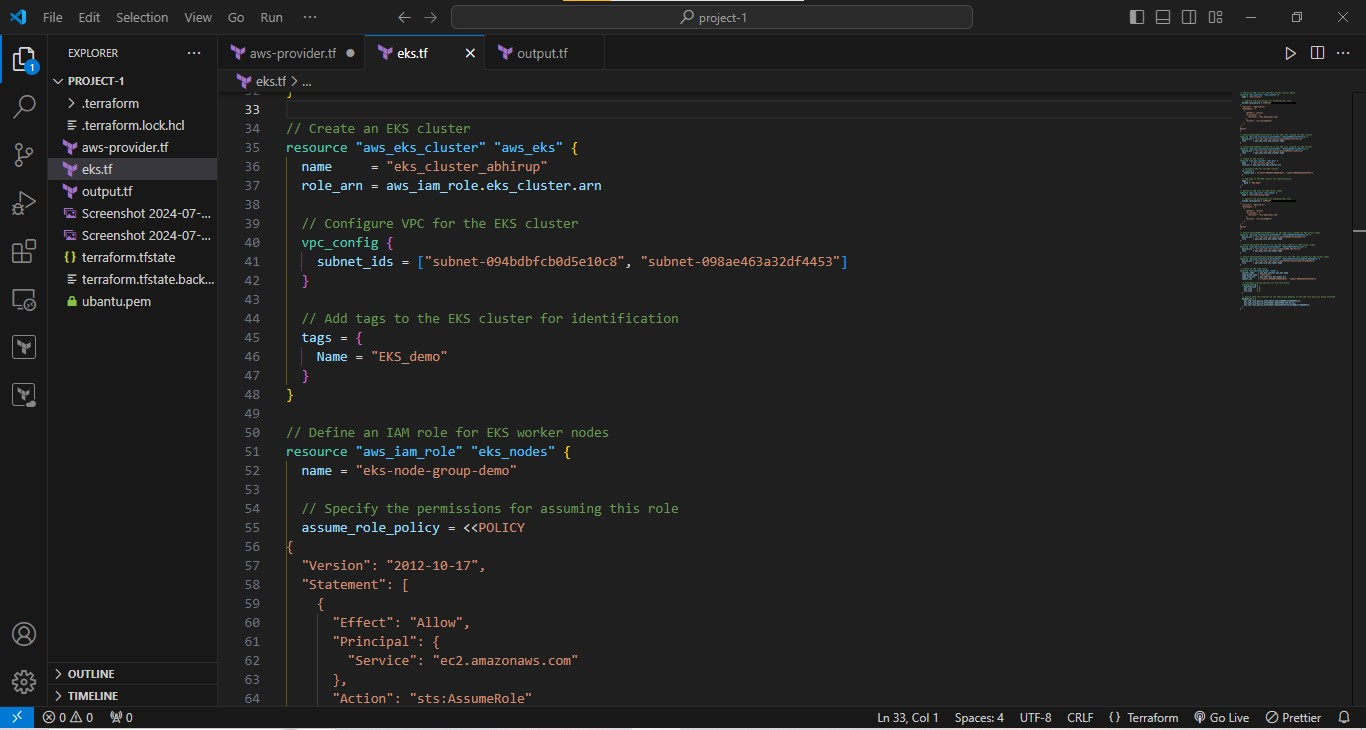 File Edit Selection View Go Run ··· project-1
EXPLORER ···
PROJECT-1
.terraform
.terraform.lock.hcl
aws-provider.tf
eks.tf
output.tf
Screenshot 2024-07-...
Screenshot 2024-07-...
{} terraform.tfstate
terraform.tfstate.back...
ubantu.pem
OUTLINE
TIMELINE
1
aws-provider.tf ●
eks.tf
output.tf
eks.tf > ...
32 }
33
34 // Create an EKS cluster
35 resource "aws_eks_cluster" "aws_eks" {
36 name     = "eks_cluster_abhirup"
37 role_arn = aws_iam_role.eks_cluster.arn
38
39 // Configure VPC for the EKS cluster
40 vpc_config {
41 subnet_ids = ["subnet-094bdbfcb0d5e10c8", "subnet-098ae463a32df4453"]
42 }
43
44 // Add tags to the EKS cluster for identification
45 tags = {
46 Name = "EKS_demo"
47 }
48 }
49
50 // Define an IAM role for EKS worker nodes
51 resource "aws_iam_role" "eks_nodes" {
52 name = "eks-node-group-demo"
53
54 // Specify the permissions for assuming this role
55 assume_role_policy = <<POLICY
56 {
57 "Version": "2012-10-17",
58 "Statement": [
59 {
60 "Effect": "Allow",
61 "Principal": {
62 "Service": "ec2.amazonaws.com"
63 },
64 "Action": "sts:AssumeRole"
0 0 0 Ln 33, Col 1 Spaces: 4 UTF-8 CRLF {} Terraform Go Live Prettier